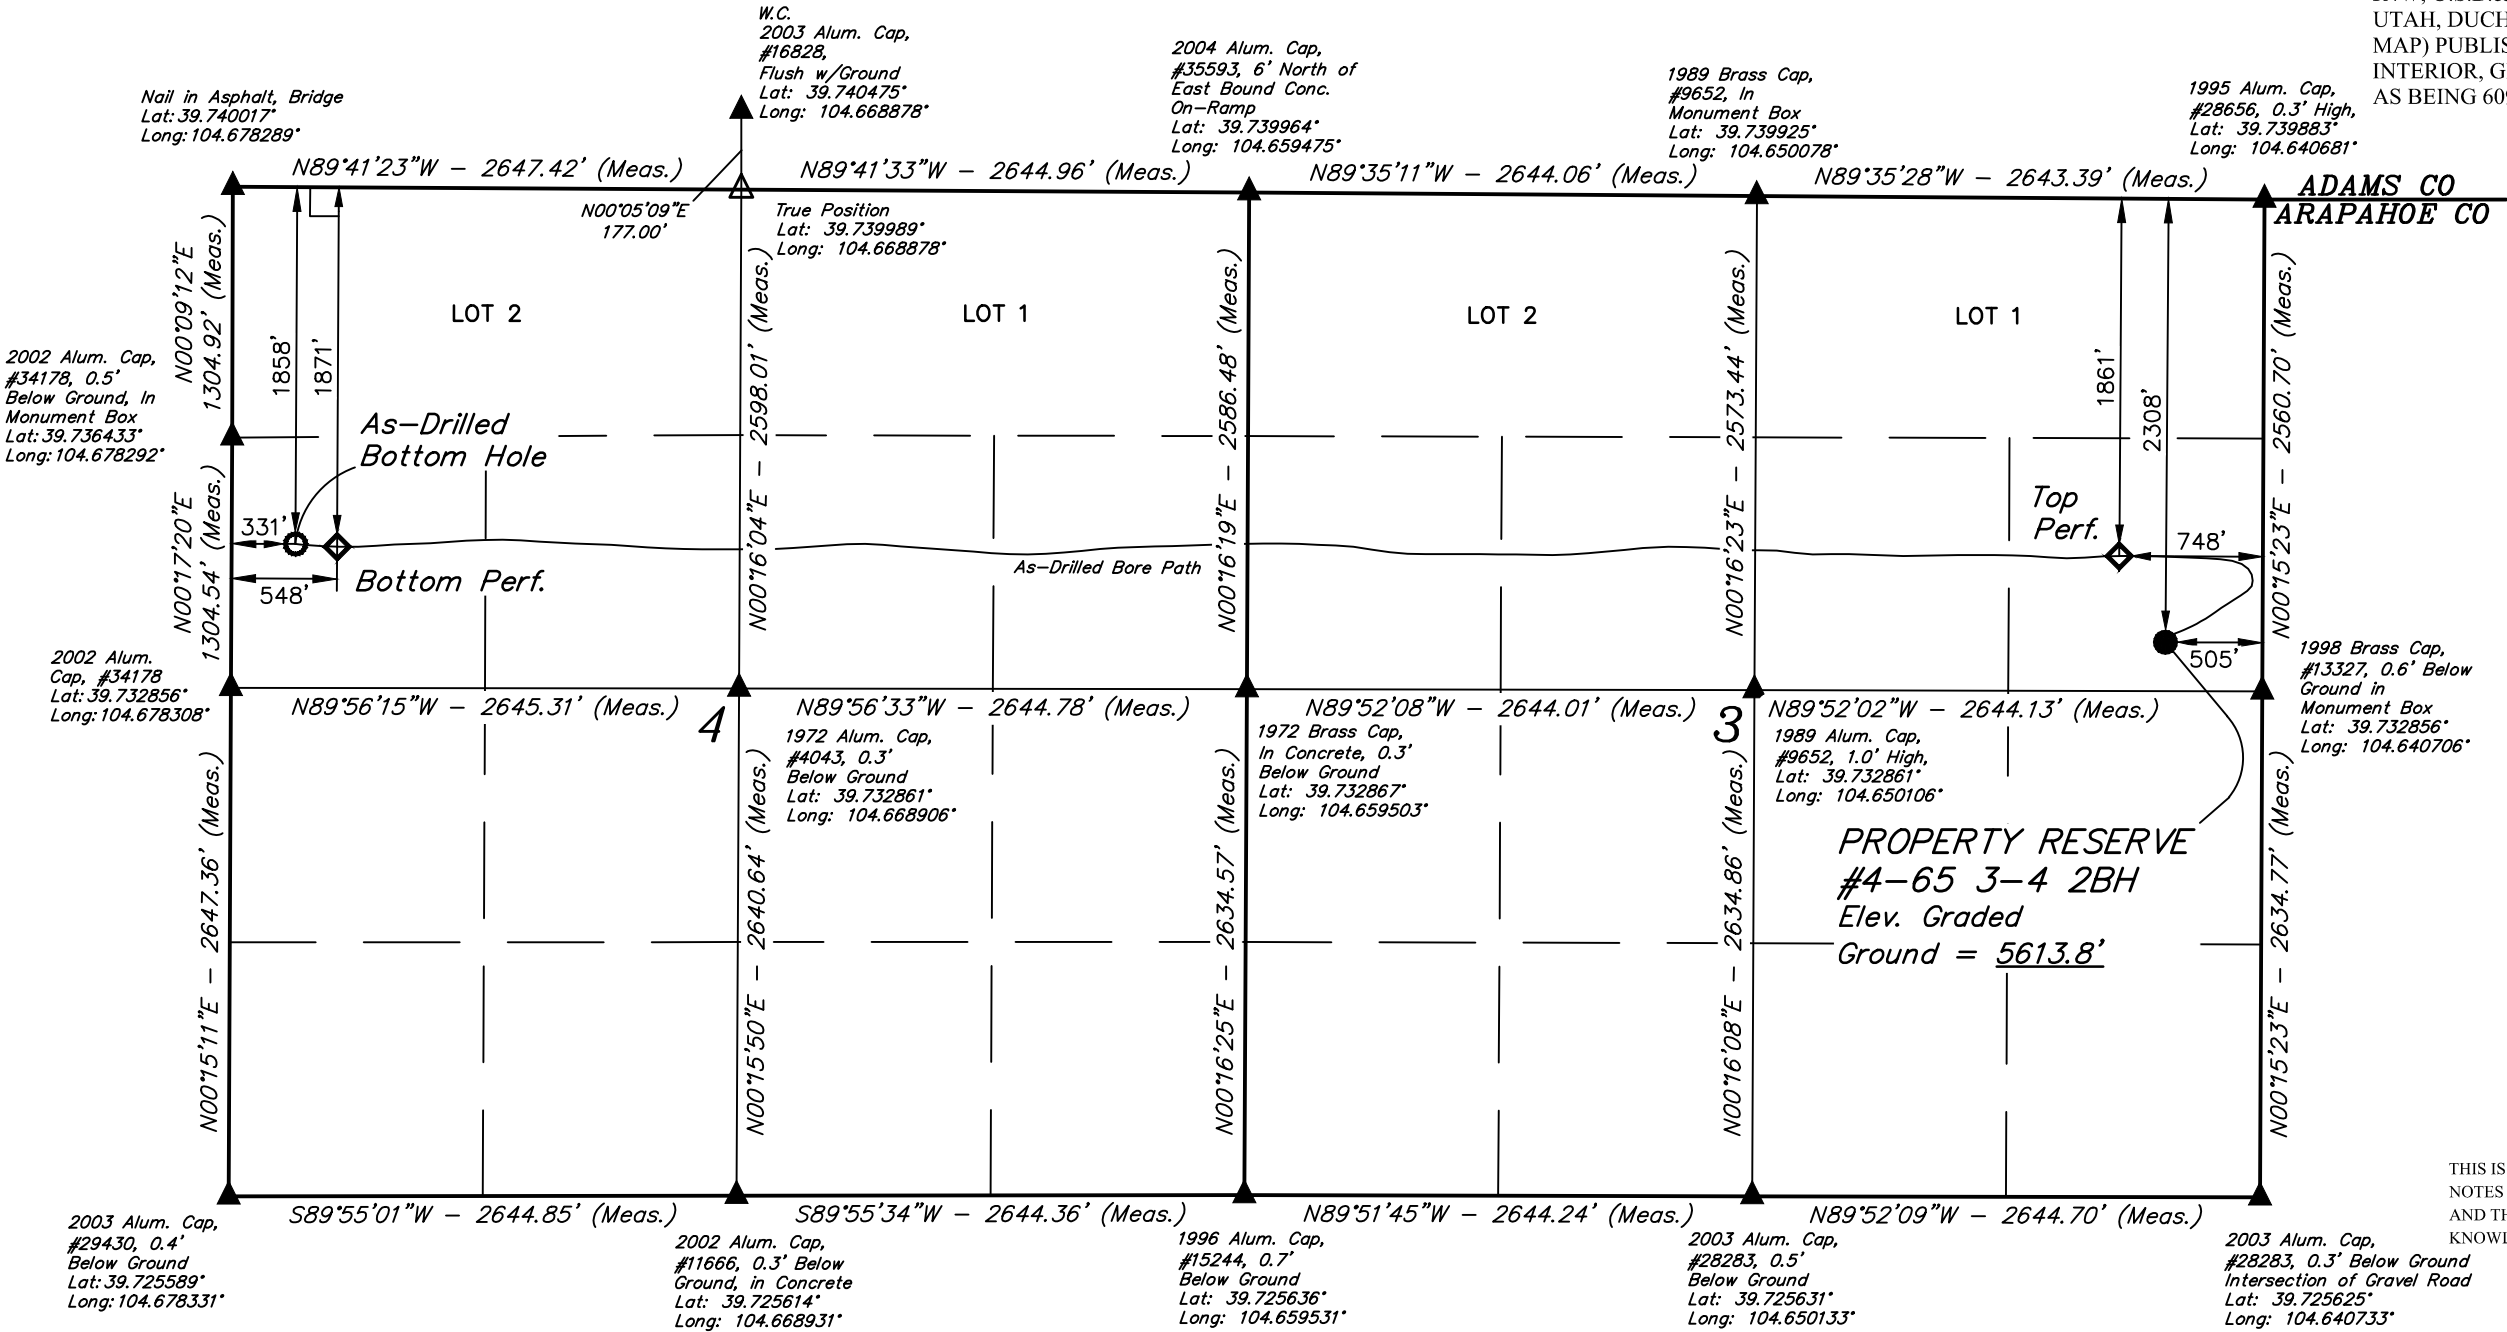 UTAH, DUCH
MAP) PUBLIS
INTERIOR, G
AS BEING 609
W.C.
2003 Alum. Cap,
#16828,
Flush w/Ground
Lat: 39.740475°
Long: 104.668878°
2004 Alum. Cap,
#35593, 6' North of
East Bound Conc.
On-Ramp
Lat: 39.739964°
Long: 104.659475°
1989 Brass Cap,
#9652, In
Monument Box
Lat: 39.739925°
Long: 104.650078°
1995 Alum. Cap,
#28656, 0.3' High,
Lat: 39.739883°
Long: 104.640681°
Nail in Asphalt, Bridge
Lat: 39.740017°
Long: 104.678289°
N89°41'23"W - 2647.42' (Meas.)
N89°41'33"W - 2644.96' (Meas.)
N89°35'11"W - 2644.06' (Meas.)
N89°35'28"W - 2643.39' (Meas.)
ADAMS CO
ARAPAHOE CO
N00°05'09"E
177.00'
True Position
Lat: 39.739989°
Long: 104.668878°
N00°09'12"E
1304.92' (Meas.)
LOT 2
LOT 1
LOT 2
LOT 1
1858'
1871'
1861'
2308'
N00°16'04"E - 2598.01' (Meas.)
N00°16'19"E - 2586.48' (Meas.)
N00°16'23"E - 2573.44' (Meas.)
N00°15'23"E - 2560.70' (Meas.)
2002 Alum. Cap,
#34178, 0.5'
Below Ground, In
Monument Box
Lat: 39.736433°
Long: 104.678292°
As-Drilled
Bottom Hole
Top
Perf.
N00°17'20"E
1304.54' (Meas.)
331'
548'
Bottom Perf.
As-Drilled Bore Path
748'
505'
2002 Alum.
Cap, #34178
Lat: 39.732856°
Long: 104.678308°
1998 Brass Cap,
#13327, 0.6' Below
Ground in
Monument Box
Lat: 39.732856°
Long: 104.640706°
N89°56'15"W - 2645.31' (Meas.)
4
N89°56'33"W - 2644.78' (Meas.)
N89°52'08"W - 2644.01' (Meas.)
3
N89°52'02"W - 2644.13' (Meas.)
1972 Alum. Cap,
#4043, 0.3'
Below Ground
Lat: 39.732861°
Long: 104.668906°
1972 Brass Cap,
In Concrete, 0.3'
Below Ground
Lat: 39.732867°
Long: 104.659503°
1989 Alum. Cap,
#9652, 1.0' High,
Lat: 39.732861°
Long: 104.650106°
PROPERTY RESERVE
#4-65 3-4 2BH
Elev. Graded
Ground = 5613.8'
N00°15'11"E - 2647.36' (Meas.)
N00°15'50"E - 2640.64' (Meas.)
N00°16'25"E - 2634.57' (Meas.)
N00°16'08"E - 2634.86' (Meas.)
N00°15'23"E - 2634.77' (Meas.)
S89°55'01"W - 2644.85' (Meas.)
S89°55'34"W - 2644.36' (Meas.)
N89°51'45"W - 2644.24' (Meas.)
N89°52'09"W - 2644.70' (Meas.)
2003 Alum. Cap,
#29430, 0.4'
Below Ground
Lat: 39.725589°
Long: 104.678331°
2002 Alum. Cap,
#11666, 0.3' Below
Ground, in Concrete
Lat: 39.725614°
Long: 104.668931°
1996 Alum. Cap,
#15244, 0.7'
Below Ground
Lat: 39.725636°
Long: 104.659531°
2003 Alum. Cap,
#28283, 0.5'
Below Ground
Lat: 39.725631°
Long: 104.650133°
2003 Alum. Cap,
#28283, 0.3' Below Ground
Intersection of Gravel Road
Lat: 39.725625°
Long: 104.640733°
THIS IS
NOTES
AND TH
KNOWL